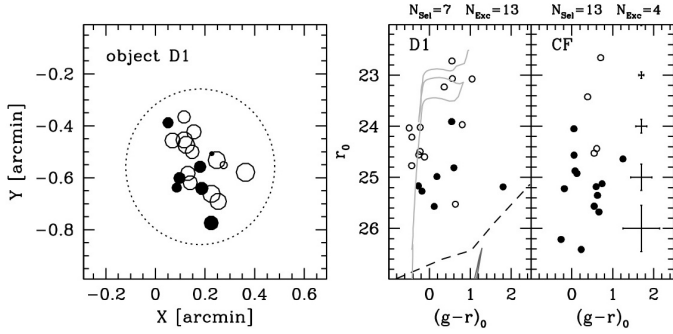 N_Sel=7 N_Exc=13 N_Sel=13 N_Exc=4
object D1
D1
CF
Y [arcmin]
−0.2
−0.4
−0.6
−0.8
−0.2 0 0.2 0.4 0.6
X [arcmin]
r_0
23
24
25
26
0 1 2
(g−r)_0
0 1 2
(g−r)_0